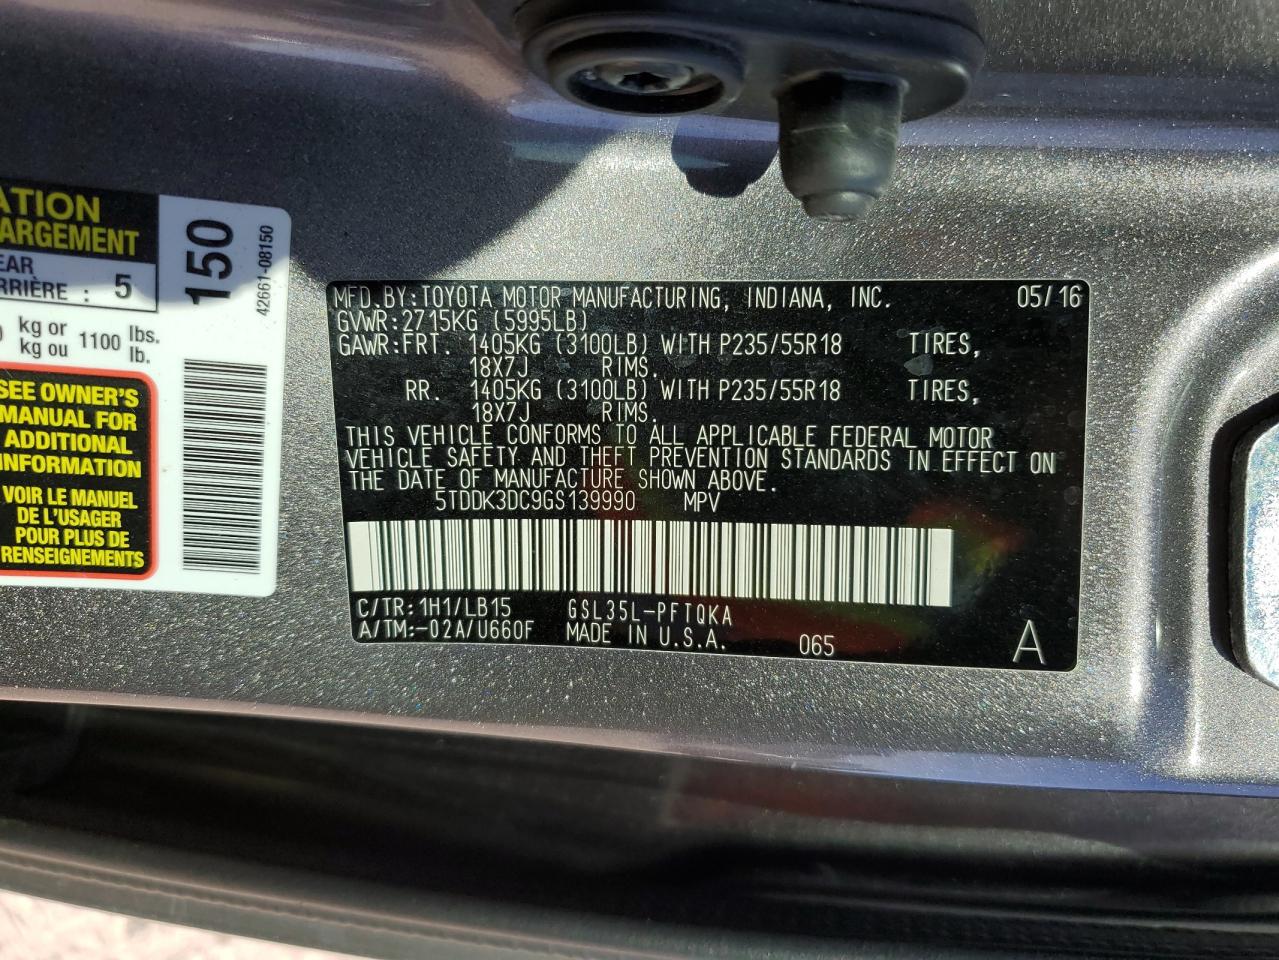 ATION
ARGEMENT
EAR
RRIÈRE : 5
kg or 1100 lbs.
kg ou lb.
SEE OWNER'S
MANUAL FOR
ADDITIONAL
INFORMATION
VOIR LE MANUEL
DE L'USAGER
POUR PLUS DE
RENSEIGNEMENTS
150
42661-08150
MFD.BY:TOYOTA MOTOR MANUFACTURING, INDIANA, INC. 05/16
GVWR:2715KG (5995LB)
GAWR:FRT. 1405KG (3100LB) WITH P235/55R18 TIRES,
18X7J RIMS.
RR. 1405KG (3100LB) WITH P235/55R18 TIRES,
18X7J RIMS.
THIS VEHICLE CONFORMS TO ALL APPLICABLE FEDERAL MOTOR
VEHICLE SAFETY AND THEFT PREVENTION STANDARDS IN EFFECT ON
THE DATE OF MANUFACTURE SHOWN ABOVE.
5TDDK3DC9GS139990 MPV
C/TR:1H1/LB15 GSL35L-PFTQKA
A/TM:-02A/U660F MADE IN U.S.A. 065 A